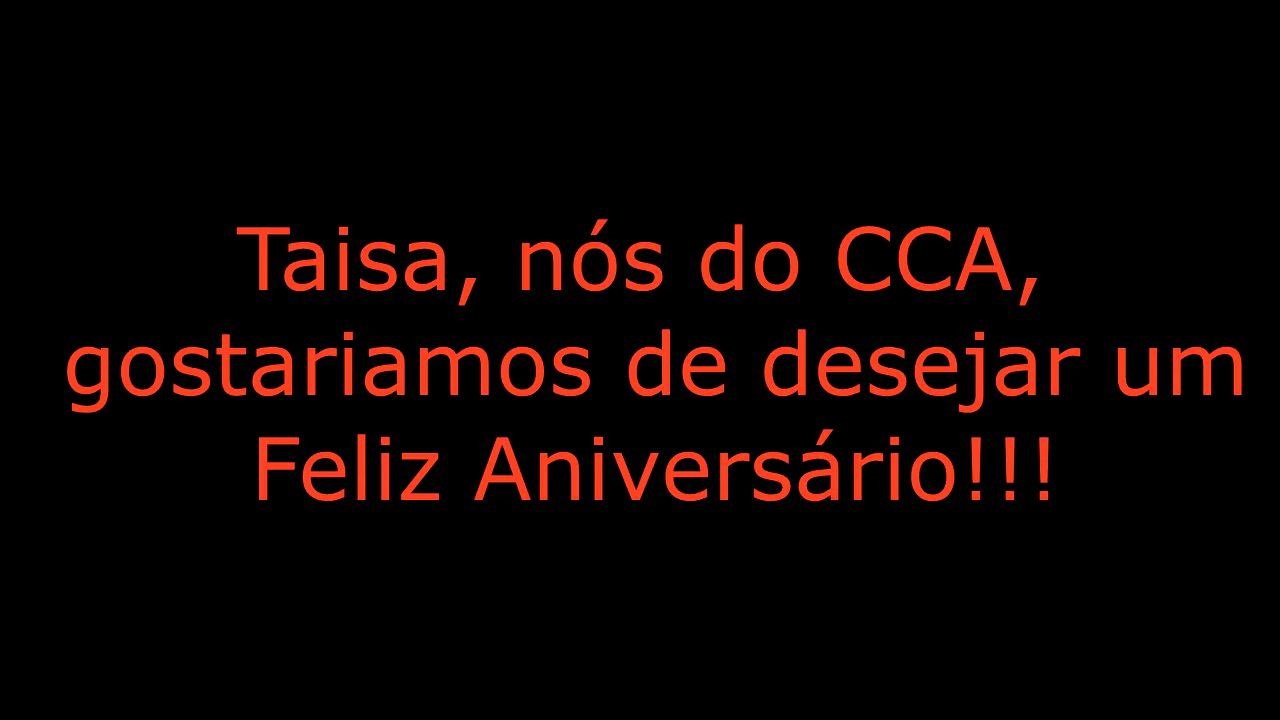 Taisa, nós do CCA,
gostariamos de desejar um
Feliz Aniversário!!!